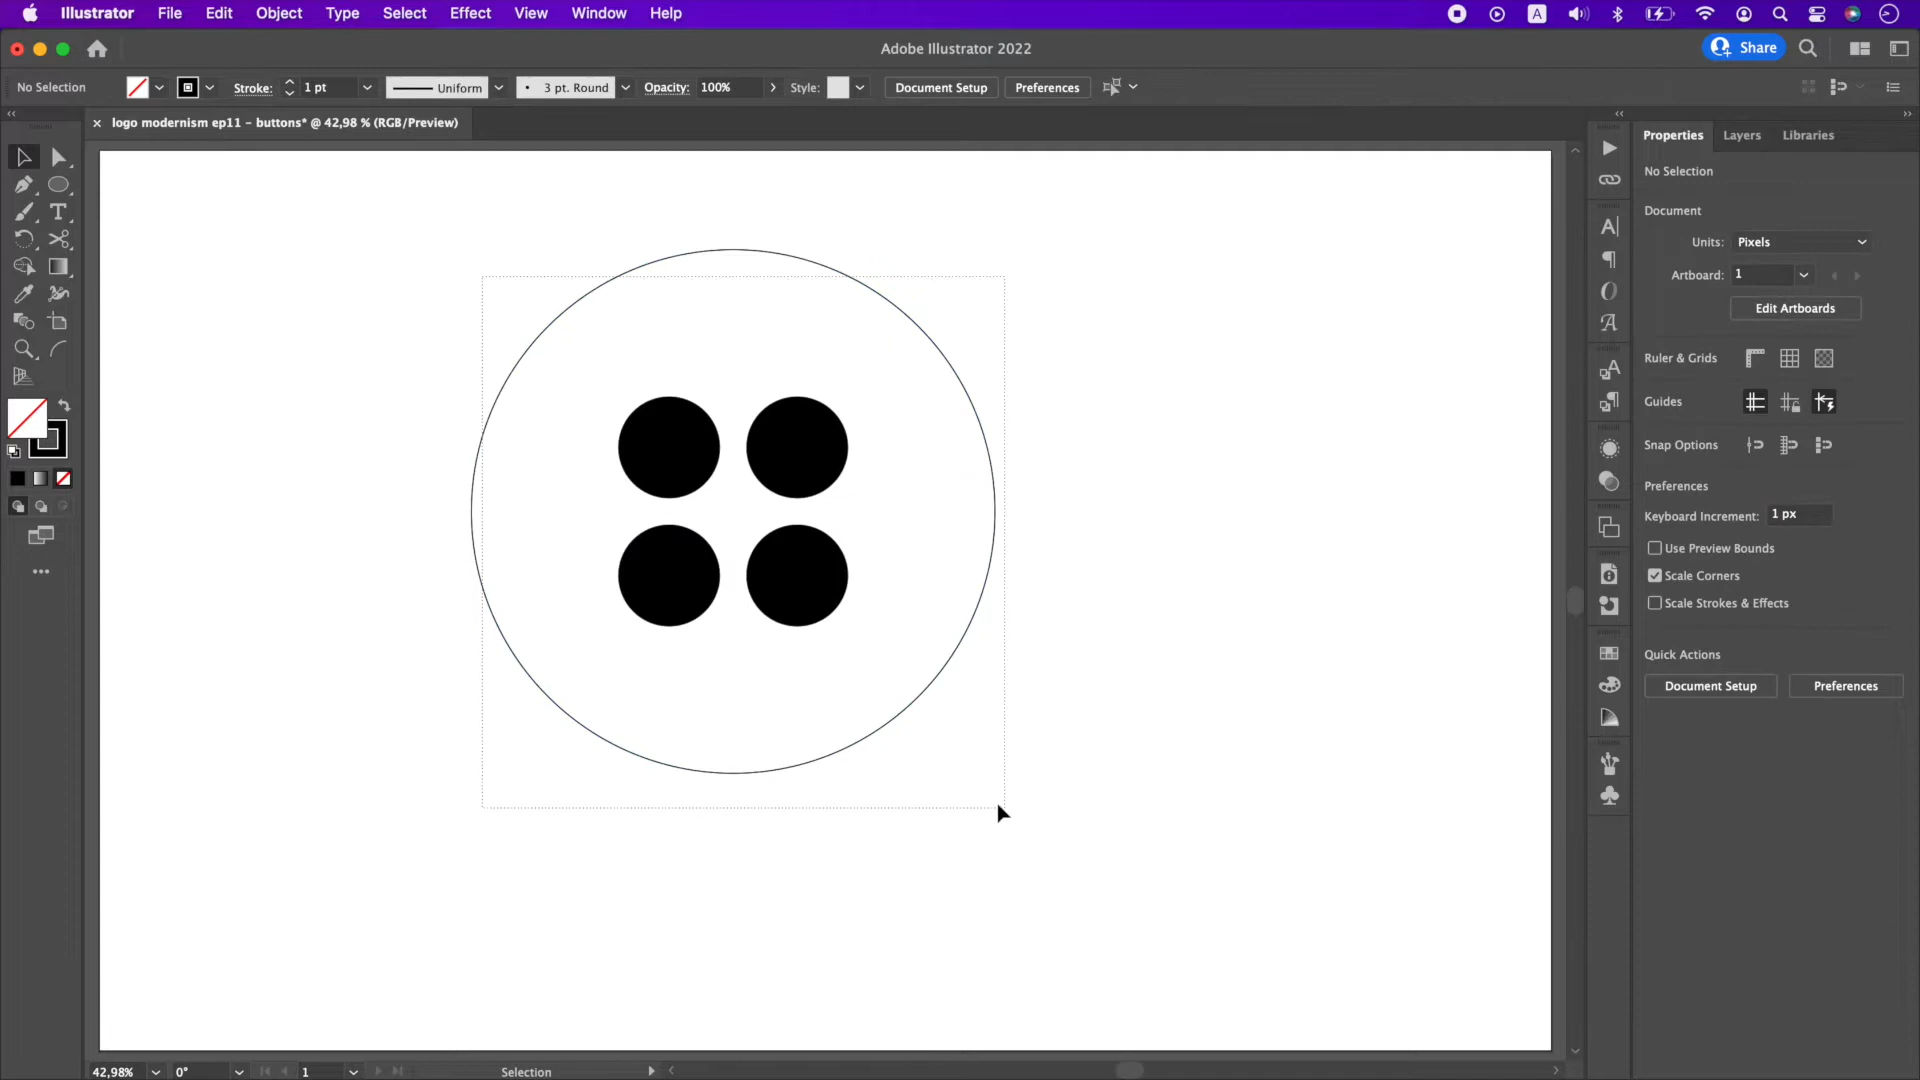 Illustrator File Edit Object Type Select Effect View Window Help A
Adobe Illustrator 2022 Share
No Selection Stroke: 1 pt Uniform 3 pt. Round Opacity: 100% Style: Document Setup Preferences
logo modernism ep11 – buttons* @ 42,98 % (RGB/Preview)
Properties Layers Libraries
No Selection
Document
Units: Pixels
Artboard: 1
Edit Artboards
Ruler & Grids
Guides
Snap Options
Preferences
Keyboard Increment: 1 px
Use Preview Bounds
Scale Corners
Scale Strokes & Effects
Quick Actions
Document Setup Preferences
42,98% 0° 1 Selection